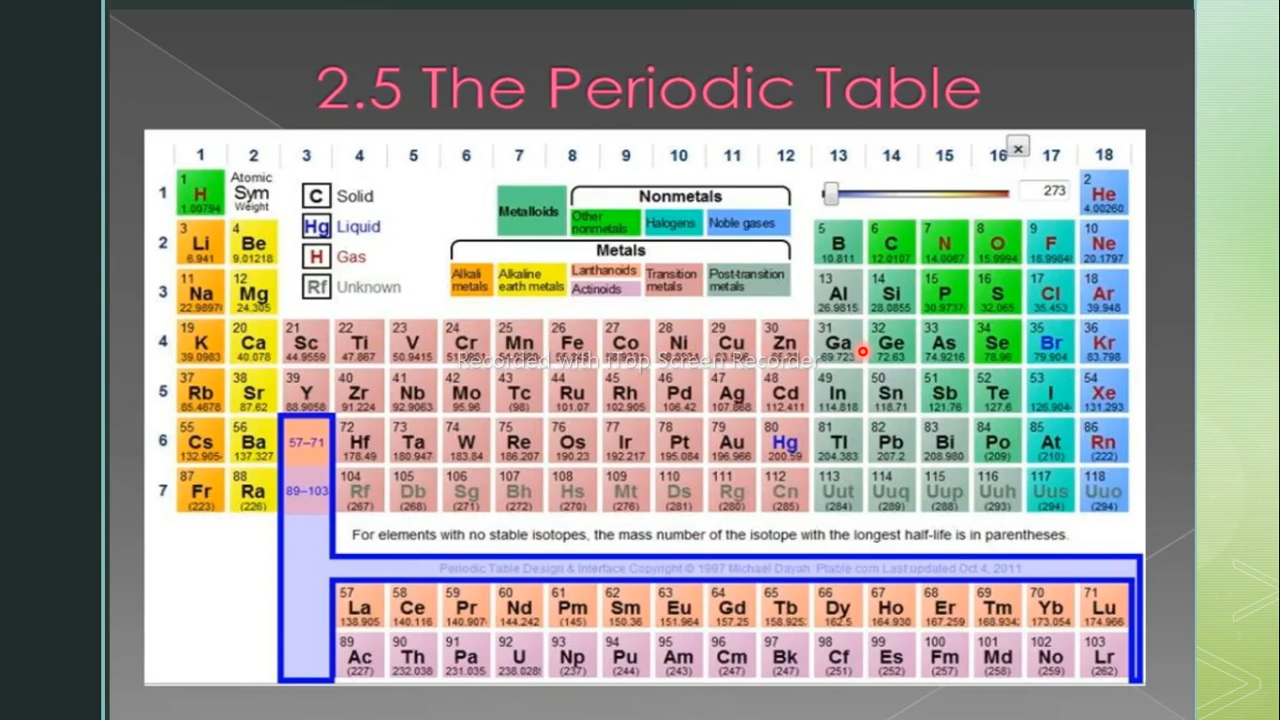 2.5 The Periodic Table
1 2 3 4 5 6 7 8 9 10 11 12 13 14 15 16 17 18
×
Atomic
Sym
Weight
C Solid
Hg Liquid
H Gas
Rf Unknown
Metalloids
Nonmetals
Other nonmetals
Halogens
Noble gases
Metals
Alkali metals
Alkaline earth metals
Lanthanoids
Actinoids
Transition metals
Post-transition metals
273
1
1 2
H He
1.00794 4.00260
2
3 4 5 6 7 8 9 10
Li Be B C N O F Ne
6.941 9.01218 10.811 12.0107 14.0067 15.9994 18.9984 20.1797
3
11 12 13 14 15 16 17 18
Na Mg Al Si P S Cl Ar
22.9897 24.305 26.9815 28.0855 30.9737 32.065 35.453 39.948
4
19 20 21 22 23 24 25 26 27 28 29 30 31 32 33 34 35 36
K Ca Sc Ti V Cr Mn Fe Co Ni Cu Zn Ga Ge As Se Br Kr
39.0983 40.078 44.9559 47.867 50.9415 69.723 72.63 74.9216 78.96 79.904 83.798
Recorded with iTop Screen Recorder
5
37 38 39 40 41 42 43 44 45 46 47 48 49 50 51 52 53 54
Rb Sr Y Zr Nb Mo Tc Ru Rh Pd Ag Cd In Sn Sb Te I Xe
85.4678 87.62 88.9058 91.224 92.9063 95.96 (98) 101.07 102.905 106.42 107.868 112.411 114.818 118.71 121.76 127.6 126.904 131.293
6
55 56 57–71 72 73 74 75 76 77 78 79 80 81 82 83 84 85 86
Cs Ba Hf Ta W Re Os Ir Pt Au Hg Tl Pb Bi Po At Rn
132.905 137.327 178.49 180.947 183.84 186.207 190.23 192.217 195.084 196.966 200.59 204.383 207.2 208.980 (209) (210) (222)
7
87 88 89–103 104 105 106 107 108 109 110 111 112 113 114 115 116 117 118
Fr Ra Rf Db Sg Bh Hs Mt Ds Rg Cn Uut Uuq Uup Uuh Uus Uuo
(223) (226) (267) (268) (271) (272) (270) (276) (281) (280) (285) (284) (289) (288) (293) (294) (294)
For elements with no stable isotopes, the mass number of the isotope with the longest half-life is in parentheses.
Periodic Table Design & Interface Copyright © 1997 Michael Dayah. Ptable.com Last updated Oct 4, 2011
57 58 59 60 61 62 63 64 65 66 67 68 69 70 71
La Ce Pr Nd Pm Sm Eu Gd Tb Dy Ho Er Tm Yb Lu
138.905 140.116 140.907 144.242 (145) 150.36 151.964 157.25 158.925 162.5 164.930 167.259 168.934 173.054 174.966
89 90 91 92 93 94 95 96 97 98 99 100 101 102 103
Ac Th Pa U Np Pu Am Cm Bk Cf Es Fm Md No Lr
(227) 232.038 231.035 238.028 (237) (244) (243) (247) (247) (251) (252) (257) (258) (259) (262)